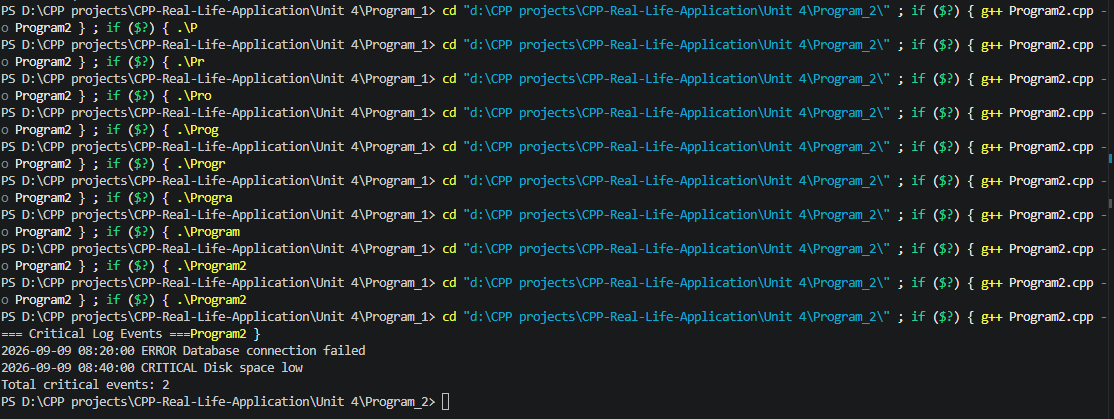 PS D:\CPP projects\CPP-Real-Life-Application\Unit 4\Program_1> cd "d:\CPP projects\CPP-Real-Life-Application\Unit 4\Program_2\" ; if ($?) { g++ Program2.cpp -
o Program2 } ; if ($?) { .\P
PS D:\CPP projects\CPP-Real-Life-Application\Unit 4\Program_1> cd "d:\CPP projects\CPP-Real-Life-Application\Unit 4\Program_2\" ; if ($?) { g++ Program2.cpp -
o Program2 } ; if ($?) { .\Pr
PS D:\CPP projects\CPP-Real-Life-Application\Unit 4\Program_1> cd "d:\CPP projects\CPP-Real-Life-Application\Unit 4\Program_2\" ; if ($?) { g++ Program2.cpp -
o Program2 } ; if ($?) { .\Pro
PS D:\CPP projects\CPP-Real-Life-Application\Unit 4\Program_1> cd "d:\CPP projects\CPP-Real-Life-Application\Unit 4\Program_2\" ; if ($?) { g++ Program2.cpp -
o Program2 } ; if ($?) { .\Prog
PS D:\CPP projects\CPP-Real-Life-Application\Unit 4\Program_1> cd "d:\CPP projects\CPP-Real-Life-Application\Unit 4\Program_2\" ; if ($?) { g++ Program2.cpp -
o Program2 } ; if ($?) { .\Progr
PS D:\CPP projects\CPP-Real-Life-Application\Unit 4\Program_1> cd "d:\CPP projects\CPP-Real-Life-Application\Unit 4\Program_2\" ; if ($?) { g++ Program2.cpp -
o Program2 } ; if ($?) { .\Progra
PS D:\CPP projects\CPP-Real-Life-Application\Unit 4\Program_1> cd "d:\CPP projects\CPP-Real-Life-Application\Unit 4\Program_2\" ; if ($?) { g++ Program2.cpp -
o Program2 } ; if ($?) { .\Program
PS D:\CPP projects\CPP-Real-Life-Application\Unit 4\Program_1> cd "d:\CPP projects\CPP-Real-Life-Application\Unit 4\Program_2\" ; if ($?) { g++ Program2.cpp -
o Program2 } ; if ($?) { .\Program2
PS D:\CPP projects\CPP-Real-Life-Application\Unit 4\Program_1> cd "d:\CPP projects\CPP-Real-Life-Application\Unit 4\Program_2\" ; if ($?) { g++ Program2.cpp -
o Program2 } ; if ($?) { .\Program2
PS D:\CPP projects\CPP-Real-Life-Application\Unit 4\Program_1> cd "d:\CPP projects\CPP-Real-Life-Application\Unit 4\Program_2\" ; if ($?) { g++ Program2.cpp -
=== Critical Log Events ===Program2 }
2026-09-09 08:20:00 ERROR Database connection failed
2026-09-09 08:40:00 CRITICAL Disk space low
Total critical events: 2
PS D:\CPP projects\CPP-Real-Life-Application\Unit 4\Program_2>